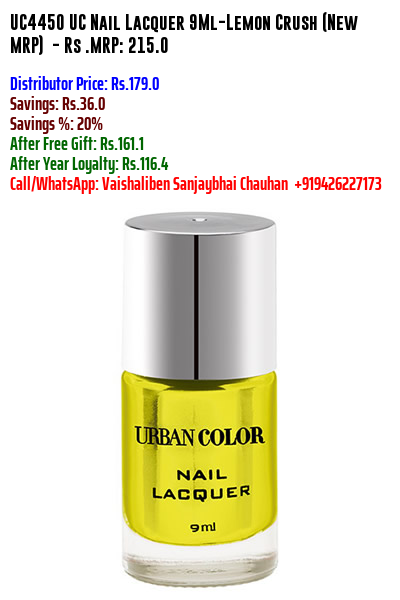 UC4450 UC Nail Lacquer 9Ml-Lemon Crush (New
MRP) - Rs .MRP: 215.0
Distributor Price: Rs.179.0
Savings: Rs.36.0
Savings %: 20%
After Free Gift: Rs.161.1
After Year Loyalty: Rs.116.4
Call/WhatsApp: Vaishaliben Sanjaybhai Chauhan +919426227173
URBAN COLOR
NAIL
LACQUER
9ml